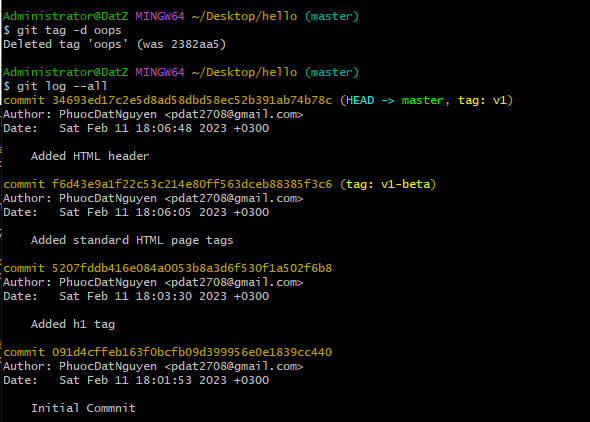 Administrator@DatZ MINGW64 ~/Desktop/hello (master)
$ git tag -d oops
Deleted tag 'oops' (was 2382aa5)
Administrator@DatZ MINGW64 ~/Desktop/hello (master)
$ git log --all
commit 34693ed17c2e5d8ad58dbd58ec52b391ab74b78c (HEAD -> master, tag: v1)
Author: PhuocDatNguyen <pdat2708@gmail.com>
Date:   Sat Feb 11 18:06:48 2023 +0300
    Added HTML header
commit f6d43e9a1f22c53c214e80ff563dceb88385f3c6 (tag: v1-beta)
Author: PhuocDatNguyen <pdat2708@gmail.com>
Date:   Sat Feb 11 18:06:05 2023 +0300
    Added standard HTML page tags
commit 5207fddb416e084a0053b8a3d6f530f1a502f6b8
Author: PhuocDatNguyen <pdat2708@gmail.com>
Date:   Sat Feb 11 18:03:30 2023 +0300
    Added h1 tag
commit 091d4cffeb163f0bcfb09d399956e0e1839cc440
Author: PhuocDatNguyen <pdat2708@gmail.com>
Date:   Sat Feb 11 18:01:53 2023 +0300
    Initial Commnit